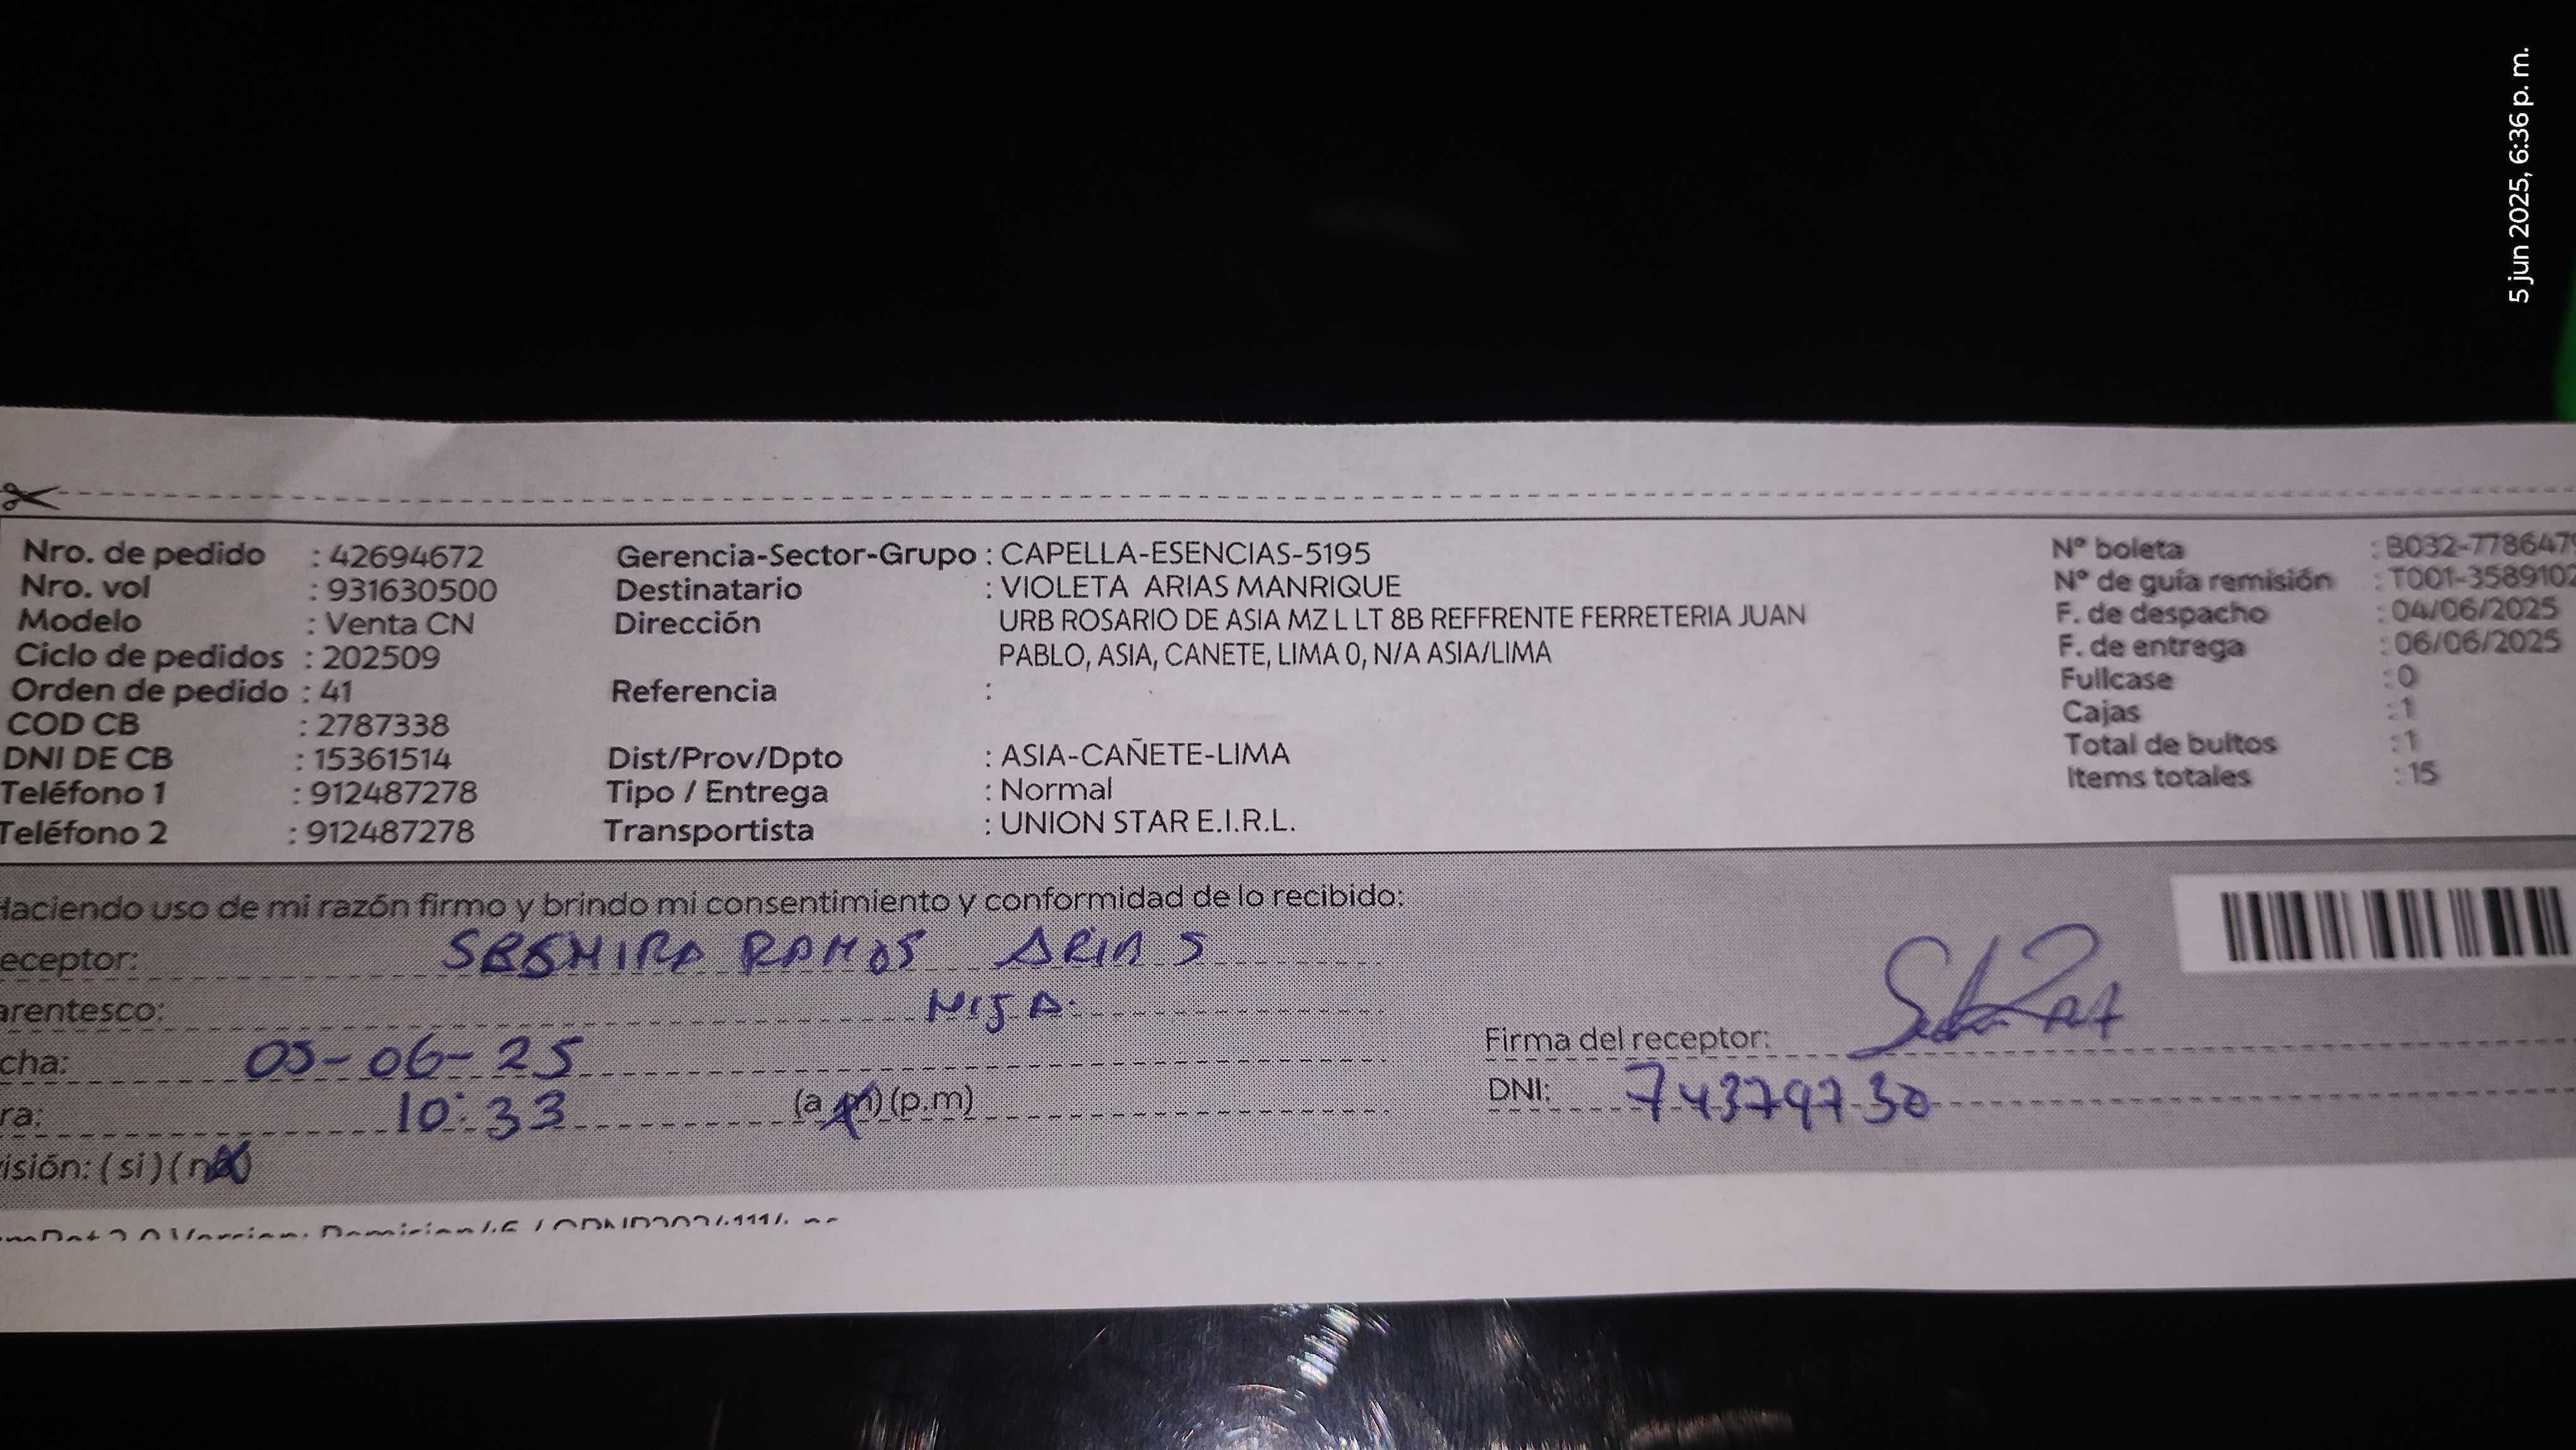 5 jun 2025, 6:36 p. m.
Nro. de pedido : 42694672 Gerencia-Sector-Grupo : CAPELLA-ESENCIAS-5195 N° boleta : B032-7786479
Nro. vol : 931630500 Destinatario : VIOLETA ARIAS MANRIQUE N° de guía remisión : T001-3589102
Modelo : Venta CN Dirección URB ROSARIO DE ASIA MZ L LT 8B REFFRENTE FERRETERIA JUAN F. de despacho : 04/06/2025
Ciclo de pedidos : 202509 PABLO, ASIA, CANETE, LIMA 0, N/A ASIA/LIMA F. de entrega : 06/06/2025
Orden de pedido : 41 Referencia : Fullcase : 0
COD CB : 2787338 Cajas : 1
DNI DE CB : 15361514 Dist/Prov/Dpto : ASIA-CAÑETE-LIMA Total de bultos : 1
Teléfono 1 : 912487278 Tipo / Entrega : Normal Items totales : 15
Teléfono 2 : 912487278 Transportista : UNION STAR E.I.R.L.
Haciendo uso de mi razón firmo y brindo mi consentimiento y conformidad de lo recibido:
eceptor: RAMOS ARIAS
arentesco: HIJA.
cha: 05-06-25 Firma del receptor:
ra: 10:33 (a m) (p.m) DNI:
isión: (si) (no)